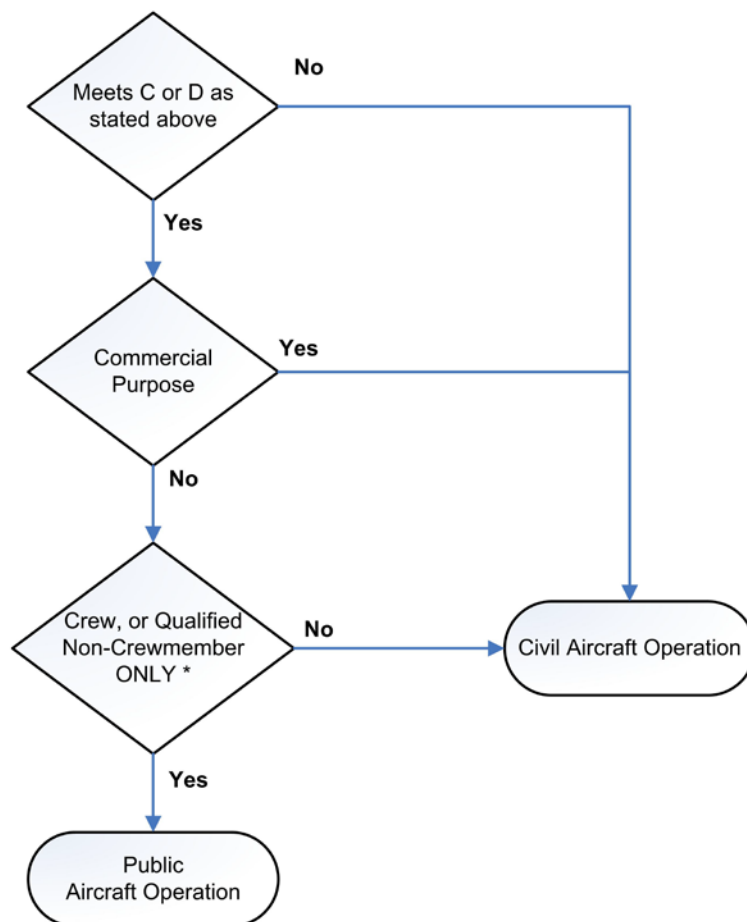 Meets C or D as
stated above
No
Yes
Commercial
Purpose
Yes
No
Crew, or Qualified
Non-Crewmember
ONLY *
No
Civil Aircraft Operation
Yes
Public
Aircraft Operation